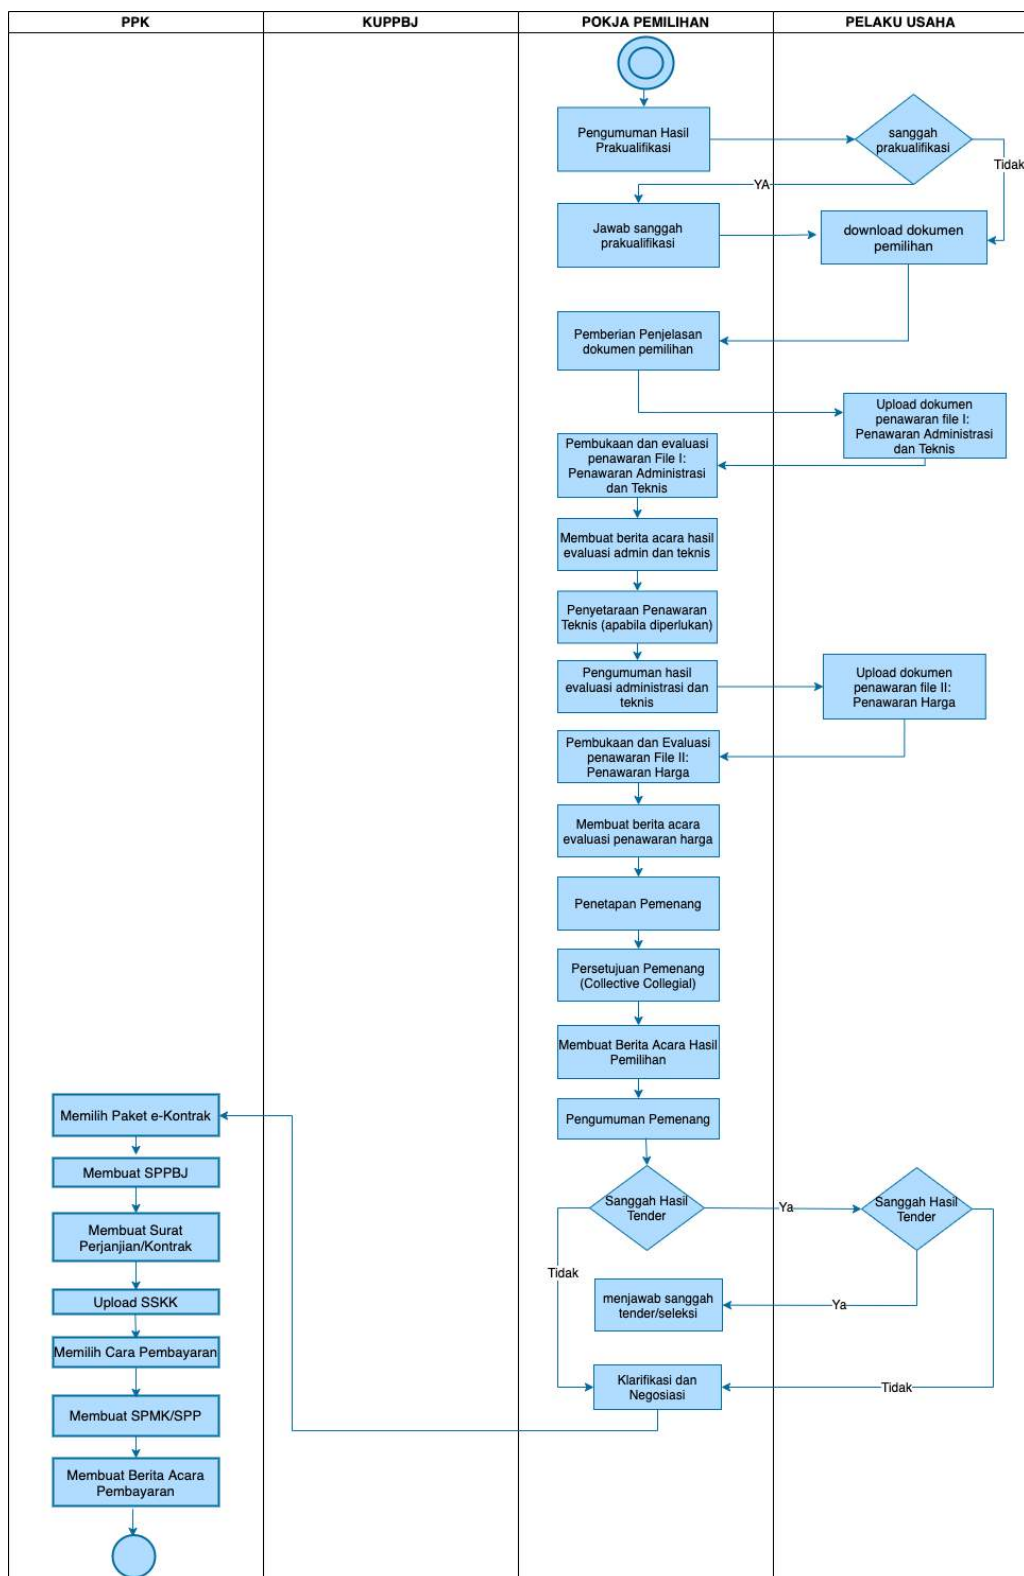 PPK
KUPPBJ
POKJA PEMILIHAN
PELAKU USAHA
Pengumuman Hasil
Prakualifikasi
sanggah
prakualifikasi
Tidak
YA
Jawab sanggah
prakualifikasi
download dokumen
pemilihan
Pemberian Penjelasan
dokumen pemilihan
Upload dokumen
penawaran file I:
Penawaran Administrasi
dan Teknis
Pembukaan dan evaluasi
penawaran File I:
Penawaran Administrasi
dan Teknis
Membuat berita acara hasil
evaluasi admin dan teknis
Penyetaraan Penawaran
Teknis (apabila diperlukan)
Pengumuman hasil
evaluasi administrasi dan
teknis
Upload dokumen
penawaran file II:
Penawaran Harga
Pembukaan dan Evaluasi
penawaran File II:
Penawaran Harga
Membuat berita acara
evaluasi penawaran harga
Penetapan Pemenang
Persetujuan Pemenang
(Collective Collegial)
Membuat Berita Acara Hasil
Pemilihan
Pengumuman Pemenang
Sanggah Hasil
Tender
Ya
Sanggah Hasil
Tender
Tidak
menjawab sanggah
tender/seleksi
Ya
Klarifikasi dan
Negosiasi
Tidak
Memilih Paket e-Kontrak
Membuat SPPBJ
Membuat Surat
Perjanjian/Kontrak
Upload SSKK
Memilih Cara Pembayaran
Membuat SPMK/SPP
Membuat Berita Acara
Pembayaran